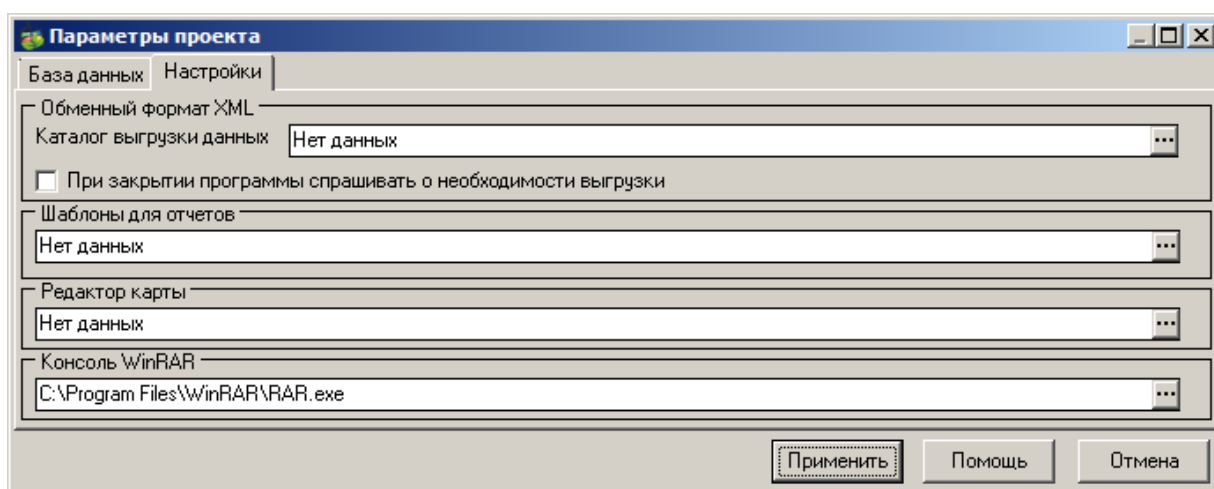 Параметры проекта
База данных Настройки
Обменный формат XML
Каталог выгрузки данных Нет данных ...
При закрытии программы спрашивать о необходимости выгрузки
Шаблоны для отчетов
Нет данных ...
Редактор карты
Нет данных ...
Консоль WinRAR
C:\Program Files\WinRAR\RAR.exe ...
Применить Помощь Отмена